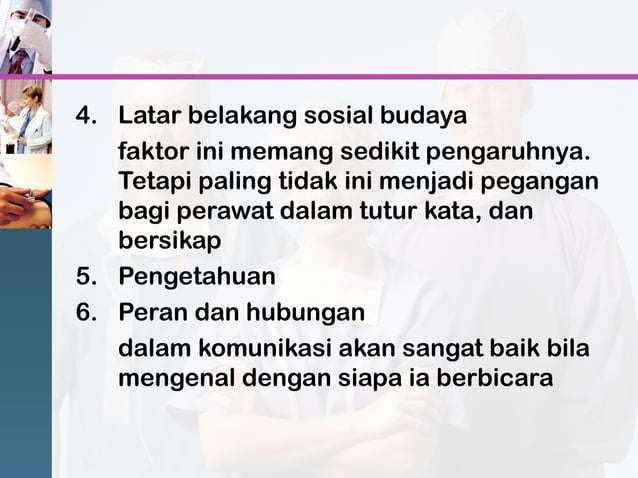 4. Latar belakang sosial budaya
faktor ini memang sedikit pengaruhnya.
Tetapi paling tidak ini menjadi pegangan
bagi perawat dalam tutur kata, dan
bersikap
5. Pengetahuan
6. Peran dan hubungan
dalam komunikasi akan sangat baik bila
mengenal dengan siapa ia berbicara